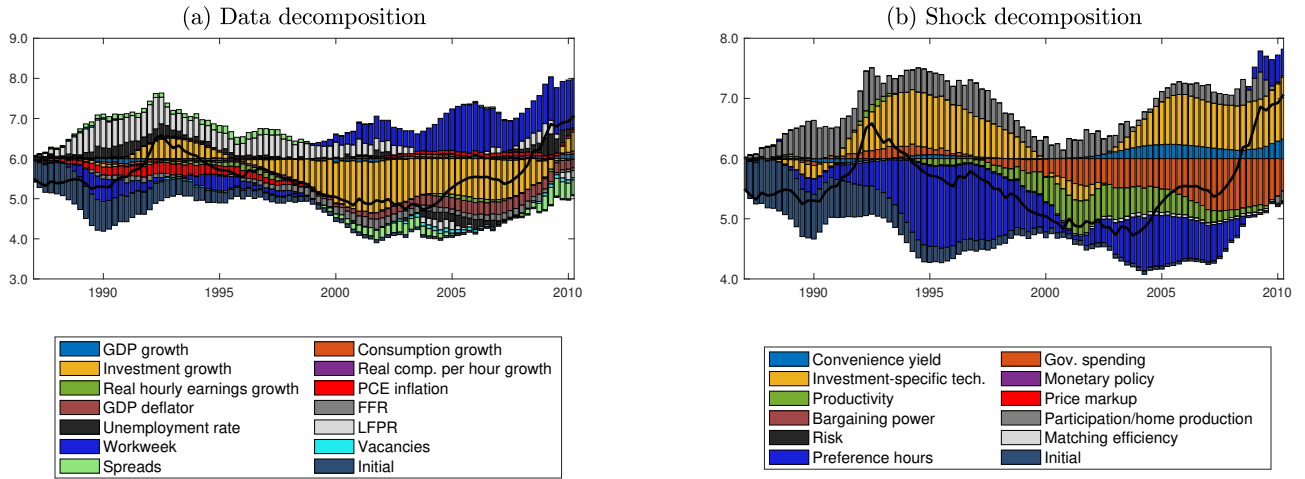 (a) Data decomposition
9.0
8.0
7.0
6.0
5.0
4.0
3.0
1990 1995 2000 2005 2010
GDP growth Consumption growth
Investment growth Real comp. per hour growth
Real hourly earnings growth PCE inflation
GDP deflator FFR
Unemployment rate LFPR
Workweek Vacancies
Spreads Initial
(b) Shock decomposition
8.0
7.0
6.0
5.0
4.0
1990 1995 2000 2005 2010
Convenience yield Gov. spending
Investment-specific tech. Monetary policy
Productivity Price markup
Bargaining power Participation/home production
Risk Matching efficiency
Preference hours Initial